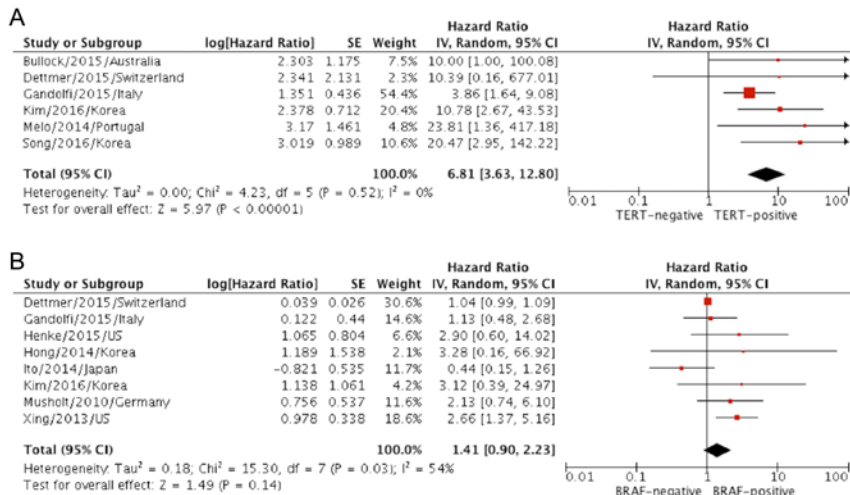 A
Hazard Ratio Hazard Ratio
Study or Subgroup log[Hazard Ratio] SE Weight IV, Random, 95% CI IV, Random, 95% CI
Bullock/2015/Australia 2.303 1.175 7.5% 10.00 [1.00, 100.08]
Dettmer/2015/Switzerland 2.341 2.131 2.3% 10.39 [0.16, 677.01]
Gandolfi/2015/Italy 1.351 0.436 54.4% 3.86 [1.64, 9.08]
Kim/2016/Korea 2.378 0.712 20.4% 10.78 [2.67, 43.53]
Melo/2014/Portugal 3.17 1.461 4.8% 23.81 [1.36, 417.18]
Song/2016/Korea 3.019 0.989 10.6% 20.47 [2.95, 142.22]
Total (95% CI) 100.0% 6.81 [3.63, 12.80]
Heterogeneity: Tau² = 0.00; Chi² = 4.23, df = 5 (P = 0.52); I² = 0%
Test for overall effect: Z = 5.97 (P < 0.00001)
0.01 0.1 1 10 100
TERT-negative TERT-positive
B
Hazard Ratio Hazard Ratio
Study or Subgroup log[Hazard Ratio] SE Weight IV, Random, 95% CI IV, Random, 95% CI
Dettmer/2015/Switzerland 0.039 0.026 30.6% 1.04 [0.99, 1.09]
Gandolfi/2015/Italy 0.122 0.44 14.6% 1.13 [0.48, 2.68]
Henke/2015/US 1.065 0.804 6.6% 2.90 [0.60, 14.02]
Hong/2014/Korea 1.189 1.538 2.1% 3.28 [0.16, 66.92]
Ito/2014/Japan -0.821 0.535 11.7% 0.44 [0.15, 1.26]
Kim/2016/Korea 1.138 1.061 4.2% 3.12 [0.39, 24.97]
Musholt/2010/Germany 0.756 0.537 11.6% 2.13 [0.74, 6.10]
Xing/2013/US 0.978 0.338 18.6% 2.66 [1.37, 5.16]
Total (95% CI) 100.0% 1.41 [0.90, 2.23]
Heterogeneity: Tau² = 0.18; Chi² = 15.30, df = 7 (P = 0.03); I² = 54%
Test for overall effect: Z = 1.49 (P = 0.14)
0.01 0.1 1 10 100
BRAF-negative BRAF-positive